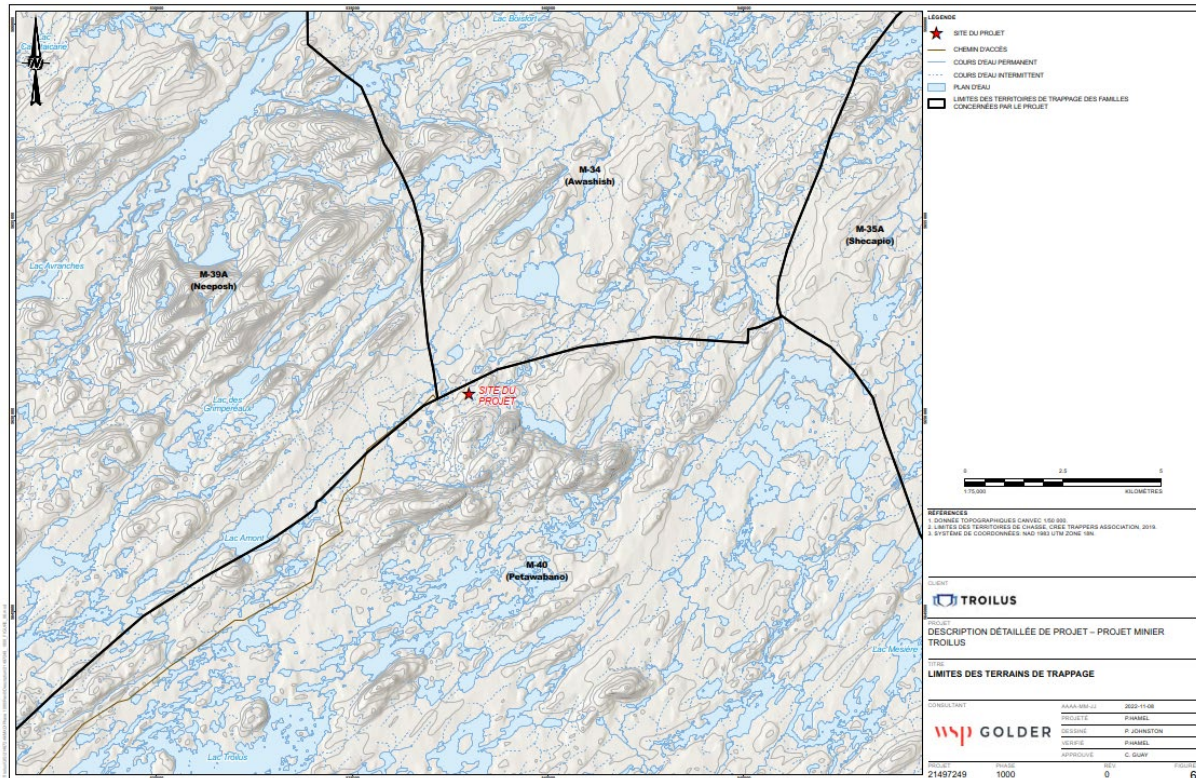 Lac Boisfort
N
M-34
(Awashish)
M-35A
(Shecapio)
Lac Avranches
M-39A
(Neeposh)
SITE DU
PROJET
Lac des
Grimpereaux
Lac Amont
M-40
(Petawabano)
Lac Mesière
Lac Troilus
LÉGENDE
SITE DU PROJET
CHEMIN D'ACCÈS
COURS D'EAU PERMANENT
COURS D'EAU INTERMITTENT
PLAN D'EAU
LIMITES DES TERRITOIRES DE TRAPPAGE DES FAMILLES
CONCERNÉES PAR LE PROJET
0 2.5 5
1:75,000 KILOMÈTRES
RÉFÉRENCES
1. DONNÉE TOPOGRAPHIQUES CANVEC 1/50 000.
2. LIMITES DES TERRITOIRES DE CHASSE, CREE TRAPPERS ASSOCIATION, 2019.
3. SYSTÈME DE COORDONNÉES: NAD 1983 UTM ZONE 18N.
CLIENT
TROILUS
PROJET
DESCRIPTION DÉTAILLÉE DE PROJET – PROJET MINIER
TROILUS
TITRE
LIMITES DES TERRAINS DE TRAPPAGE
CONSULTANT
WSP GOLDER
AAAA-MM-JJ 2022-11-08
PROJETÉ P.HAMEL
DESSINÉ P. JOHNSTON
VERIFIÉ P.HAMEL
APPROUVÉ C. GUAY
PROJET PHASE RÉV. FIGURE
21497249 1000 0 8